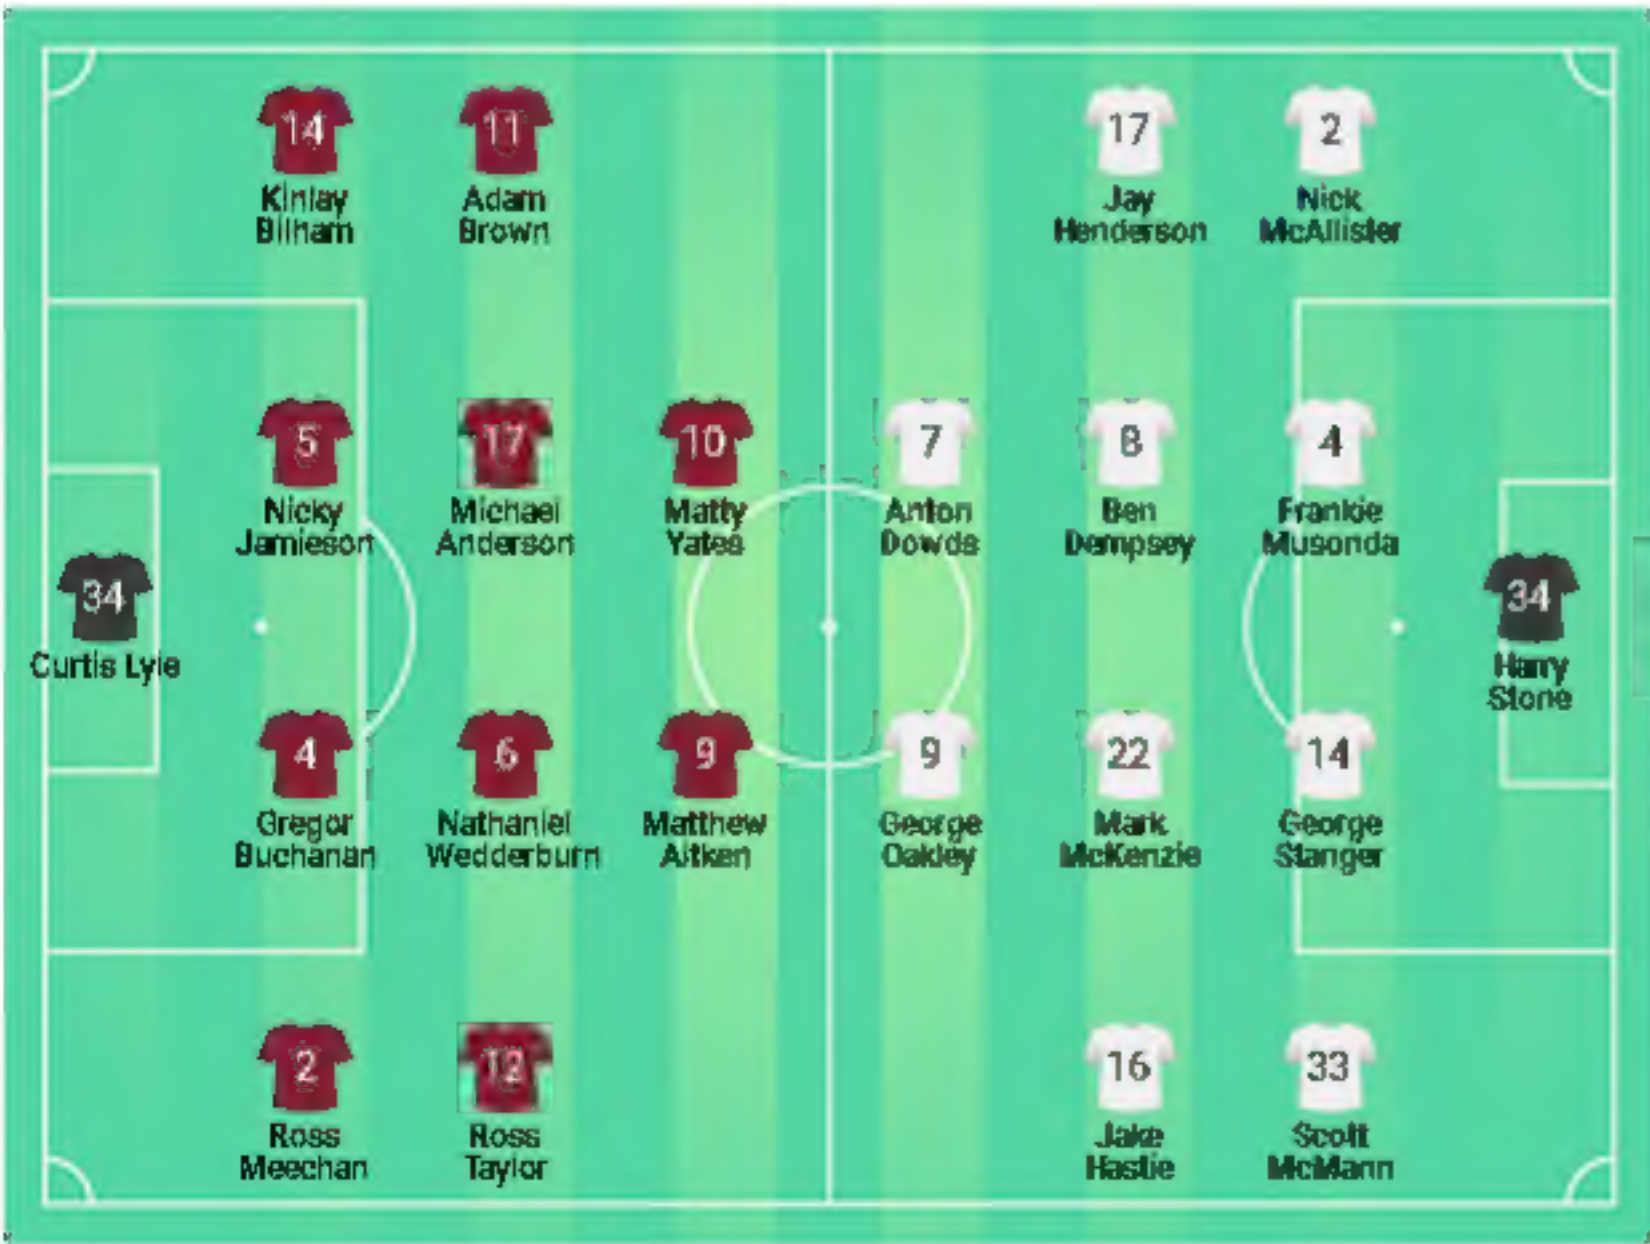 14
Kinlay
Bilham
11
Adam
Brown
17
Jay
Henderson
2
Nick
McAllister
5
Nicky
Jamieson
17
Michael
Anderson
10
Matty
Yates
7
Anton
Dowds
8
Ben
Dempsey
4
Frankie
Musonda
34
Curtis Lyle
34
Harry
Stone
4
Gregor
Buchanan
6
Nathaniel
Wedderburn
9
Matthew
Aitken
9
George
Oakley
22
Mark
McKenzie
14
George
Stanger
2
Ross
Meechan
12
Ross
Taylor
16
Jake
Hastie
33
Scott
McMann